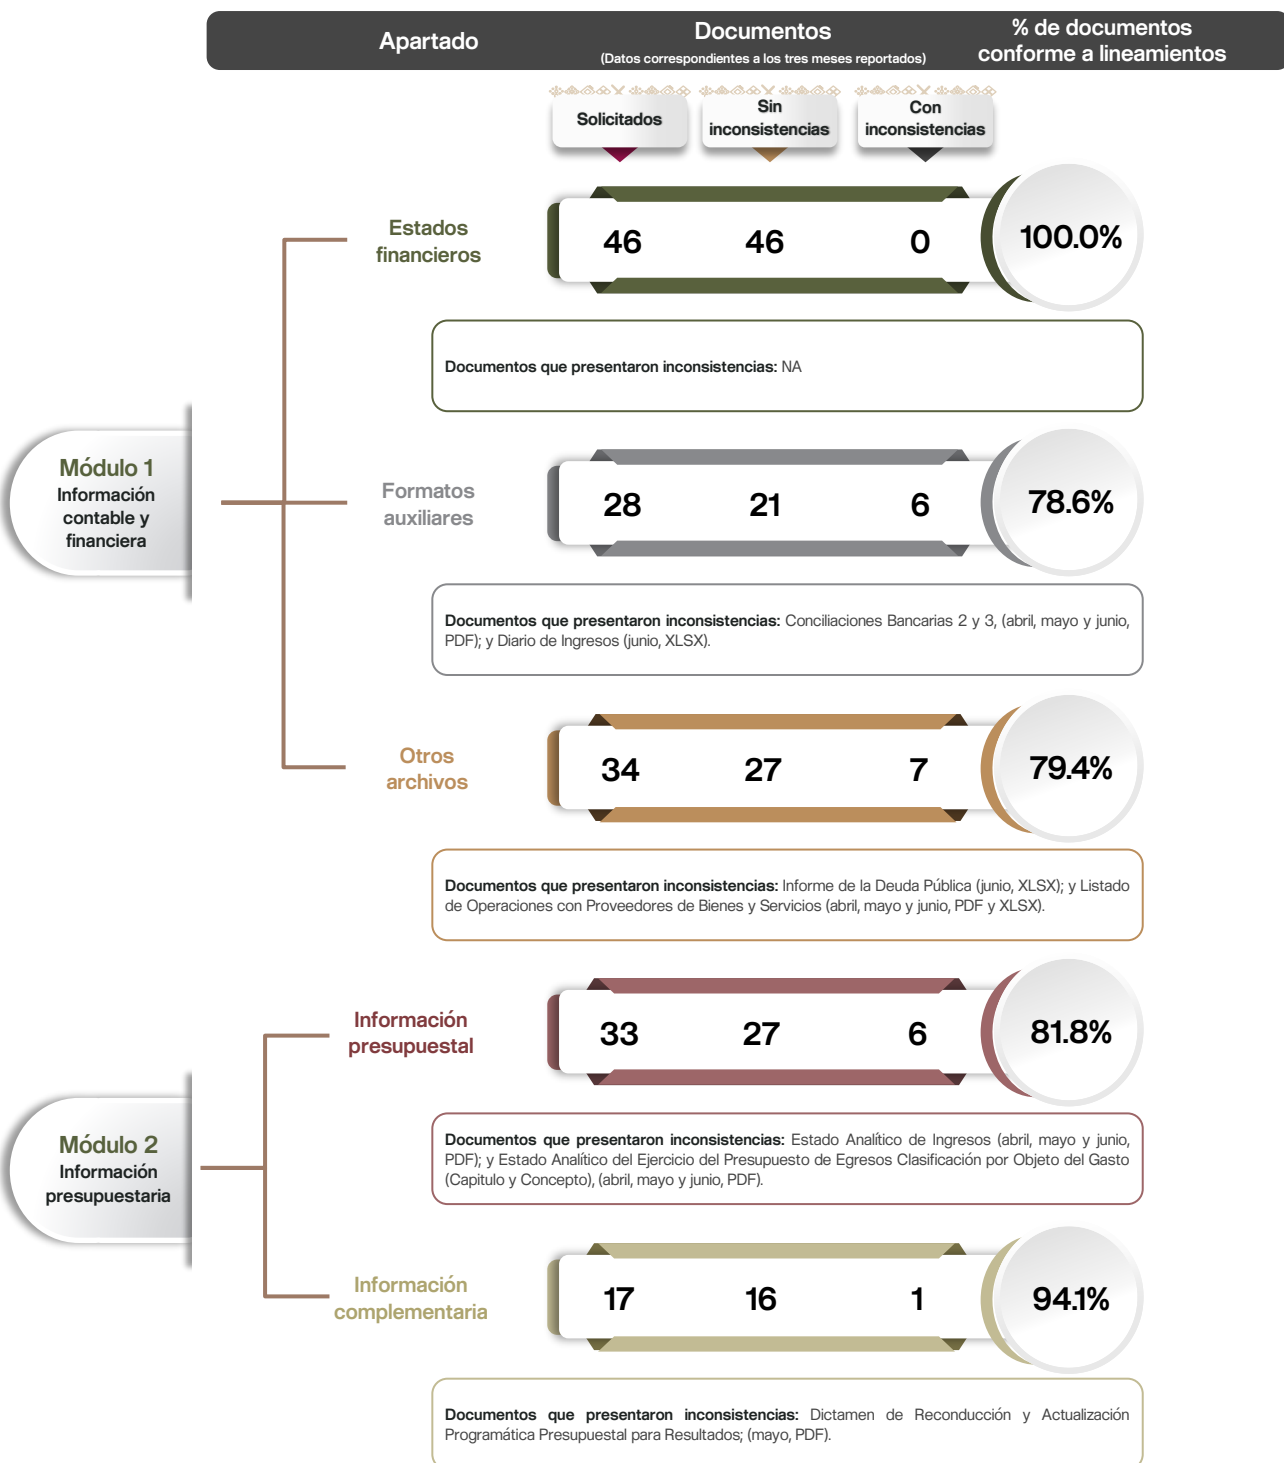 Apartado
Documentos
(Datos correspondientes a los tres meses reportados)
% de documentos
conforme a lineamientos
Solicitados
Sin
inconsistencias
Con
inconsistencias
Módulo 1
Información
contable y
financiera
Estados
financieros
46 46 0 100.0%
Documentos que presentaron inconsistencias: NA
Formatos
auxiliares
28 21 6 78.6%
Documentos que presentaron inconsistencias: Conciliaciones Bancarias 2 y 3, (abril, mayo y junio,
PDF); y Diario de Ingresos (junio, XLSX).
Otros
archivos
34 27 7 79.4%
Documentos que presentaron inconsistencias: Informe de la Deuda Pública (junio, XLSX); y Listado
de Operaciones con Proveedores de Bienes y Servicios (abril, mayo y junio, PDF y XLSX).
Módulo 2
Información
presupuestaria
Información
presupuestal
33 27 6 81.8%
Documentos que presentaron inconsistencias: Estado Analítico de Ingresos (abril, mayo y junio,
PDF); y Estado Analítico del Ejercicio del Presupuesto de Egresos Clasificación por Objeto del Gasto
(Capitulo y Concepto), (abril, mayo y junio, PDF).
Información
complementaria
17 16 1 94.1%
Documentos que presentaron inconsistencias: Dictamen de Reconducción y Actualización
Programática Presupuestal para Resultados; (mayo, PDF).